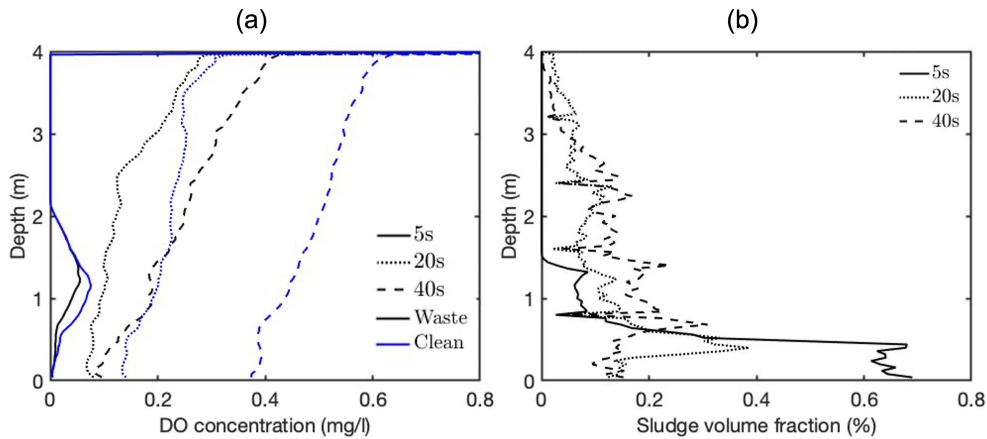 (a)
4
3
2
1
0
Depth (m)
5s
20s
40s
Waste
Clean
0
0.2
0.4
0.6
0.8
DO concentration (mg/l)
(b)
4
3
2
1
0
Depth (m)
5s
20s
40s
0
0.2
0.4
0.6
0.8
Sludge volume fraction (%)